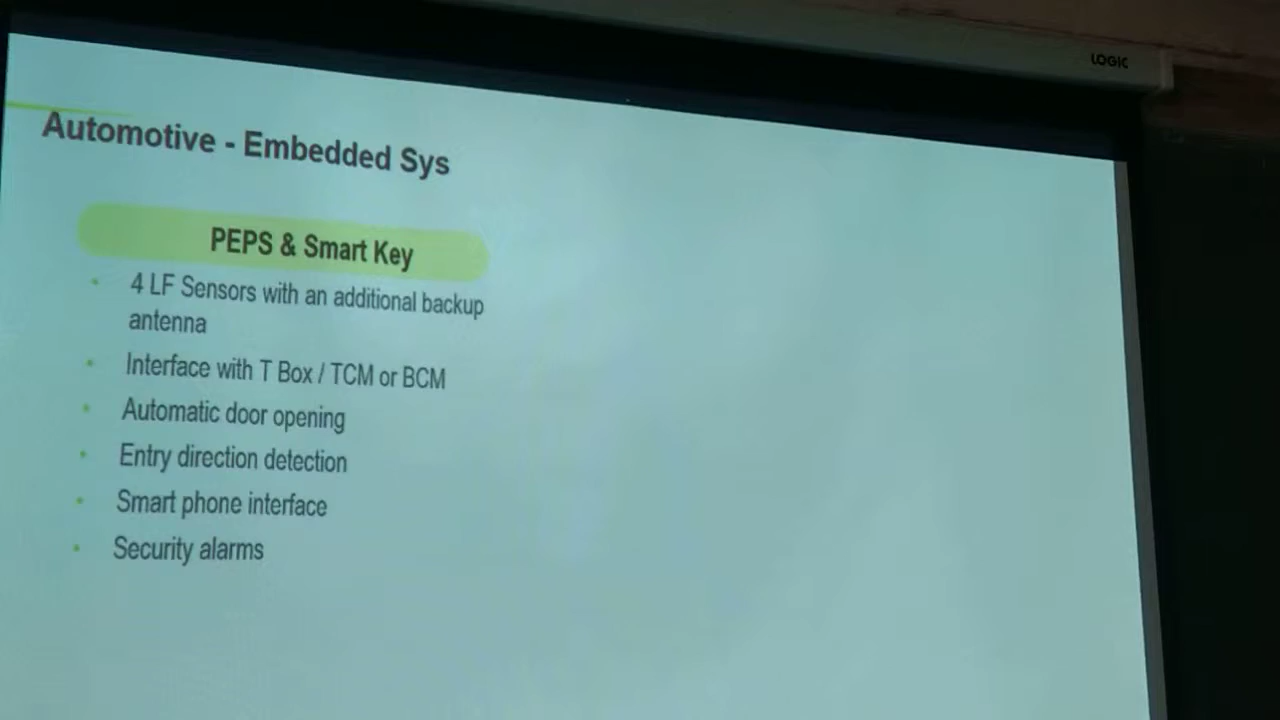 LOGIC
Automotive - Embedded Sys
PEPS & Smart Key
• 4 LF Sensors with an additional backup
antenna
• Interface with T Box / TCM or BCM
• Automatic door opening
• Entry direction detection
• Smart phone interface
• Security alarms